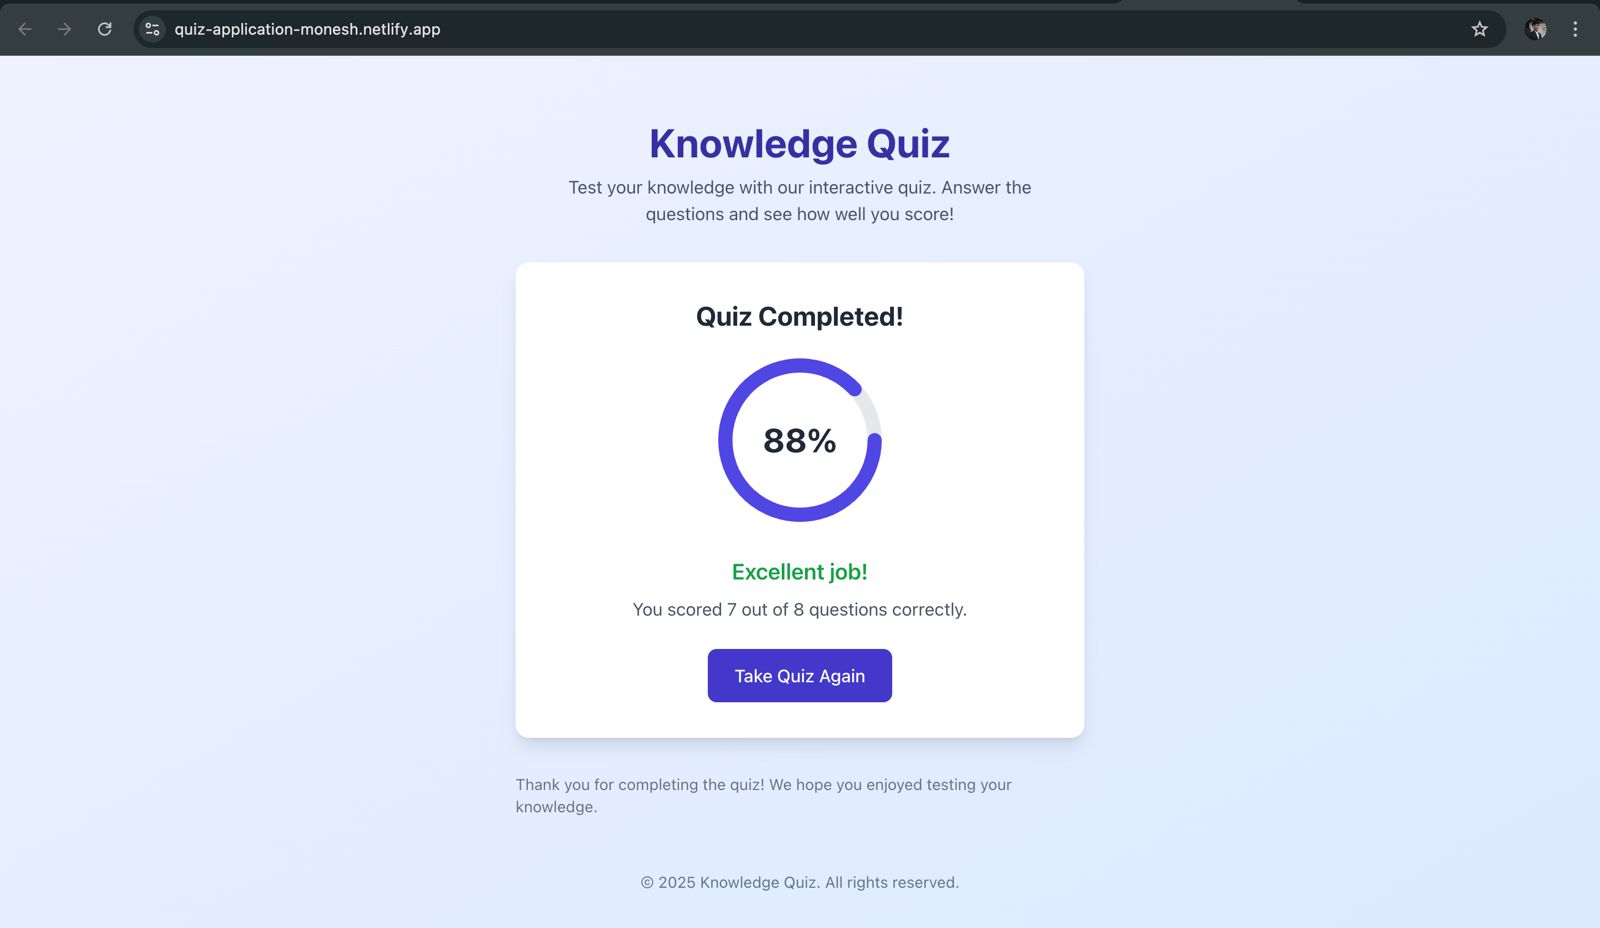 quiz-application-monesh.netlify.app
Knowledge Quiz
Test your knowledge with our interactive quiz. Answer the
questions and see how well you score!
Quiz Completed!
88%
Excellent job!
You scored 7 out of 8 questions correctly.
Take Quiz Again
Thank you for completing the quiz! We hope you enjoyed testing your
knowledge.
© 2025 Knowledge Quiz. All rights reserved.